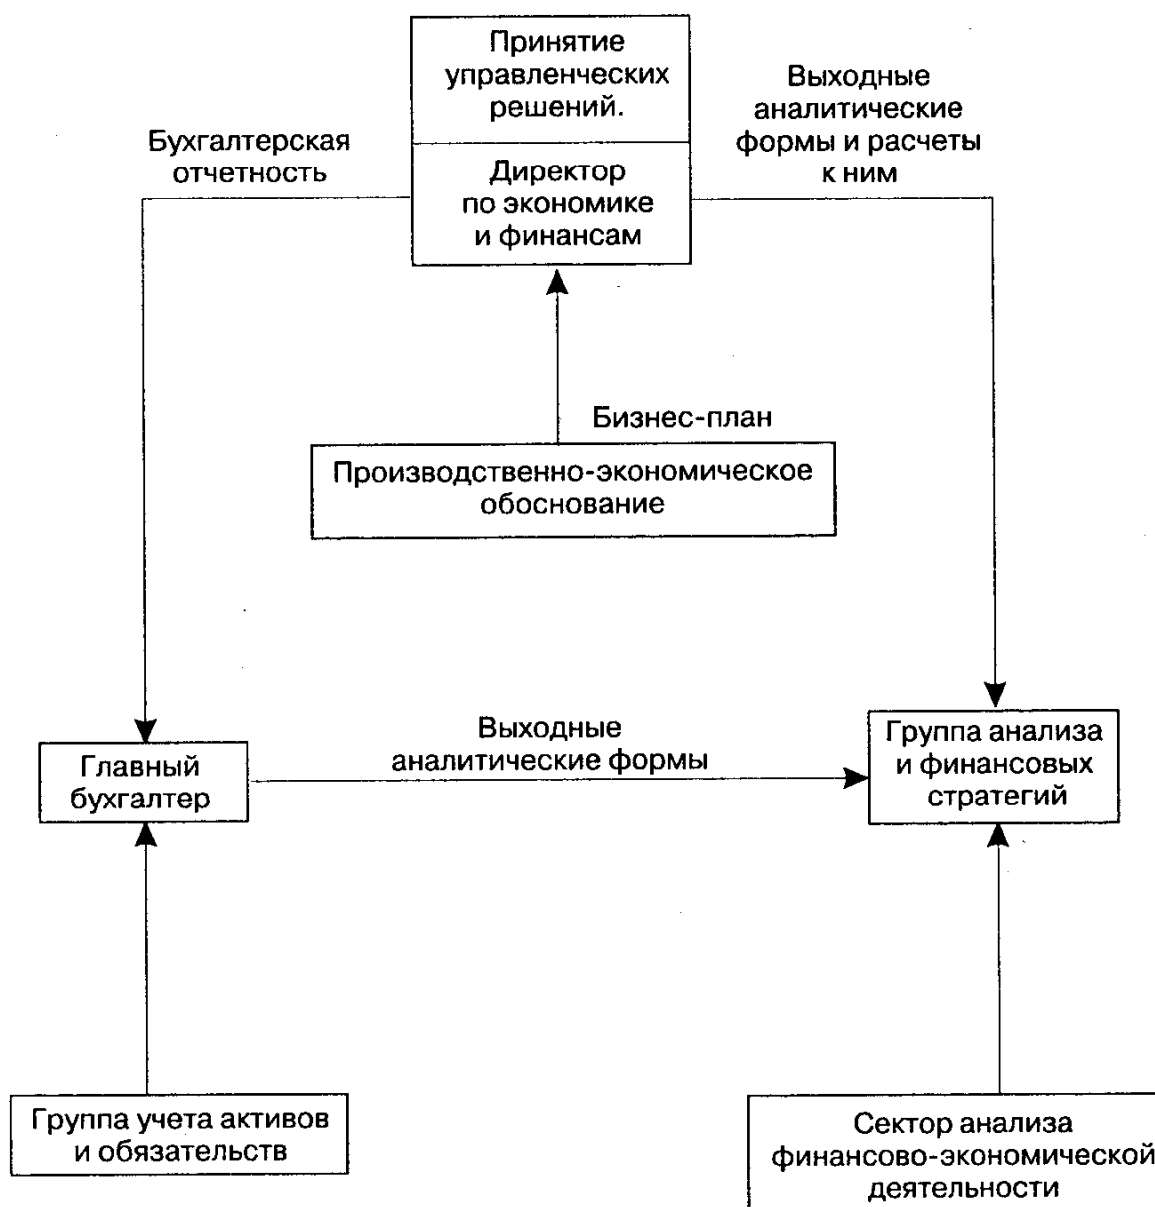 Принятие
управленческих
решений.
Выходные
аналитические
формы и расчеты
к ним
Бухгалтерская
отчетность
Директор
по экономике
и финансам
Бизнес-план
Производственно-экономическое
обоснование
Выходные
аналитические формы
Группа анализа
и финансовых
стратегий
Главный
бухгалтер
Группа учета активов
и обязательств
Сектор анализа
финансово-экономической
деятельности